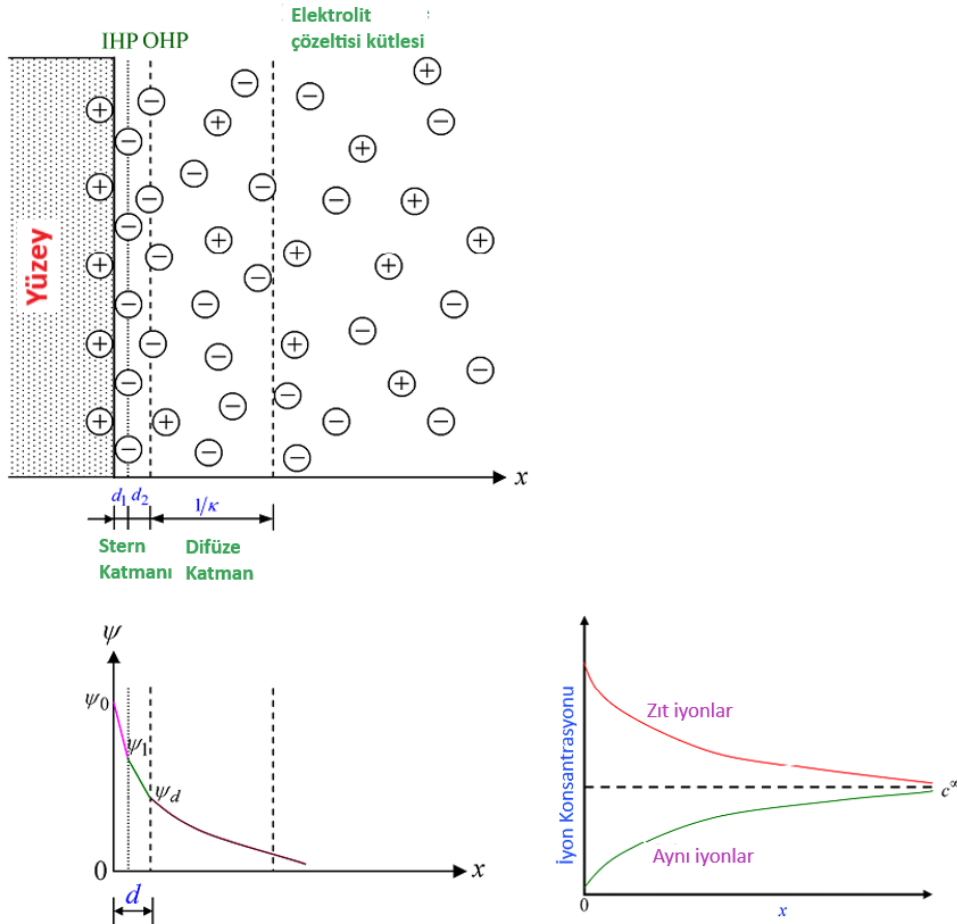 Elektrolit
çözeltisi kütlesi
IHP OHP
Yüzey
x
d₁ d₂ 1/κ
Stern Difüze
Katmanı Katman
ψ
ψ₀
ψ₁
ψ_d
0
x
d
İyon Konsantrasyonu
Zıt iyonlar
c^∞
Aynı iyonlar
0
x